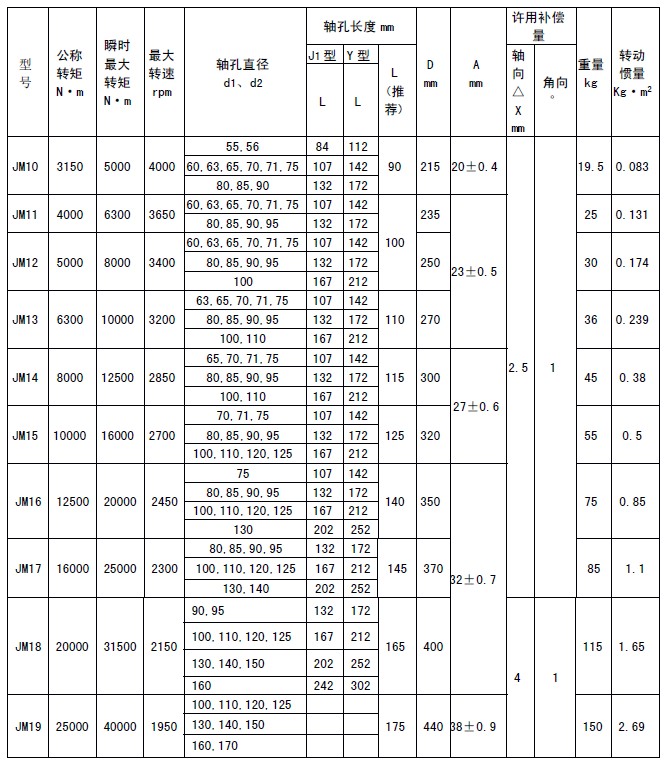 型号 公称转矩 N·m 瞬时最大转矩 N·m 最大转速 rpm 轴孔直径 d1、d2 轴孔长度 mm D mm A mm 许用补偿量 重量 kg 转动惯量 Kg·m²
J1型 Y型 L（推荐） 轴向△X mm 角向°
L L
JM10 3150 5000 4000 55,56 84 112 90 215 20±0.4 2.5 1 19.5 0.083
60,63,65,70,71,75 107 142
80,85,90 132 172
JM11 4000 6300 3650 60,63,65,70,71,75 107 142 100 235 23±0.5 25 0.131
80,85,90,95 132 172
JM12 5000 8000 3400 60,63,65,70,71,75 107 142 250 30 0.174
80,85,90,95 132 172
100 167 212
JM13 6300 10000 3200 63,65,70,71,75 107 142 110 270 36 0.239
80,85,90,95 132 172
100,110 167 212
JM14 8000 12500 2850 65,70,71,75 107 142 115 300 27±0.6 45 0.38
80,85,90,95 132 172
100,110 167 212
JM15 10000 16000 2700 70,71,75 107 142 125 320 55 0.5
80,85,90,95 132 172
100,110,120,125 167 212
JM16 12500 20000 2450 75 107 142 140 350 32±0.7 75 0.85
80,85,90,95 132 172
100,110,120,125 167 212
130 202 252
JM17 16000 25000 2300 80,85,90,95 132 172 145 370 85 1.1
100,110,120,125 167 212
130,140 202 252
JM18 20000 31500 2150 90,95 132 172 165 400 4 1 115 1.65
100,110,120,125 167 212
130,140,150 202 252
160 242 302
JM19 25000 40000 1950 100,110,120,125 175 440 38±0.9 150 2.69
130,140,150
160,170